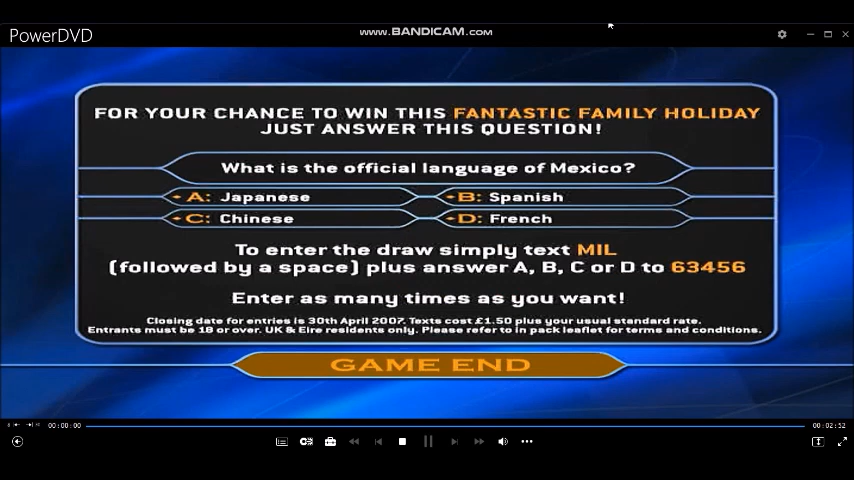 PowerDVD
www.BANDICAM.com
FOR YOUR CHANCE TO WIN THIS FANTASTIC FAMILY HOLIDAY
JUST ANSWER THIS QUESTION!
What is the official language of Mexico?
A: Japanese
B: Spanish
C: Chinese
D: French
To enter the draw simply text MIL
(followed by a space) plus answer A, B, C or D to 63456
Enter as many times as you want!
Closing date for entries is 30th April 2007. Texts cost £1.50 plus your usual standard rate.
Entrants must be 18 or over. UK & Eire residents only. Please refer to in pack leaflet for terms and conditions.
GAME END
00:00:00
00:02:52